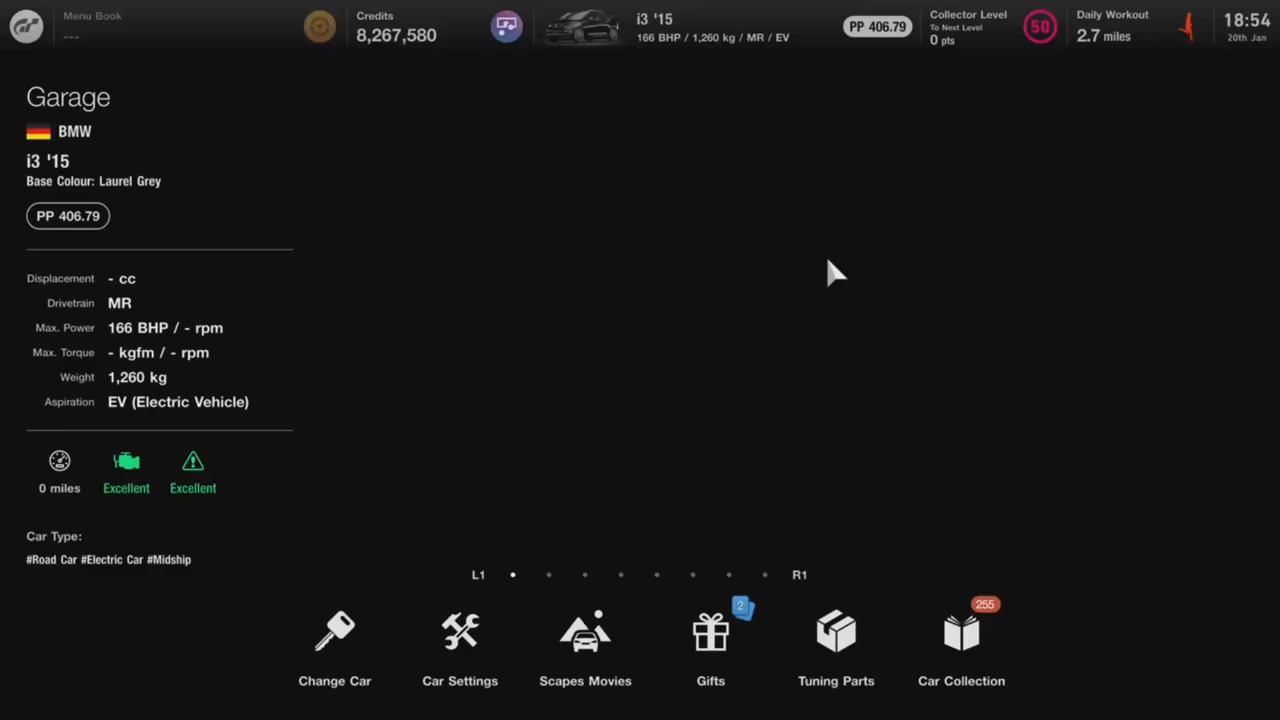 Menu Book
---
Credits
8,267,580
i3 '15
166 BHP / 1,260 kg / MR / EV
PP 406.79
Collector Level
To Next Level
0 pts
50
Daily Workout
2.7 miles
18:54
20th Jan
Garage
BMW
i3 '15
Base Colour: Laurel Grey
PP 406.79
Displacement - cc
Drivetrain MR
Max. Power 166 BHP / - rpm
Max. Torque - kgfm / - rpm
Weight 1,260 kg
Aspiration EV (Electric Vehicle)
0 miles Excellent Excellent
Car Type:
#Road Car #Electric Car #Midship
L1 R1
2
255
Change Car Car Settings Scapes Movies Gifts Tuning Parts Car Collection